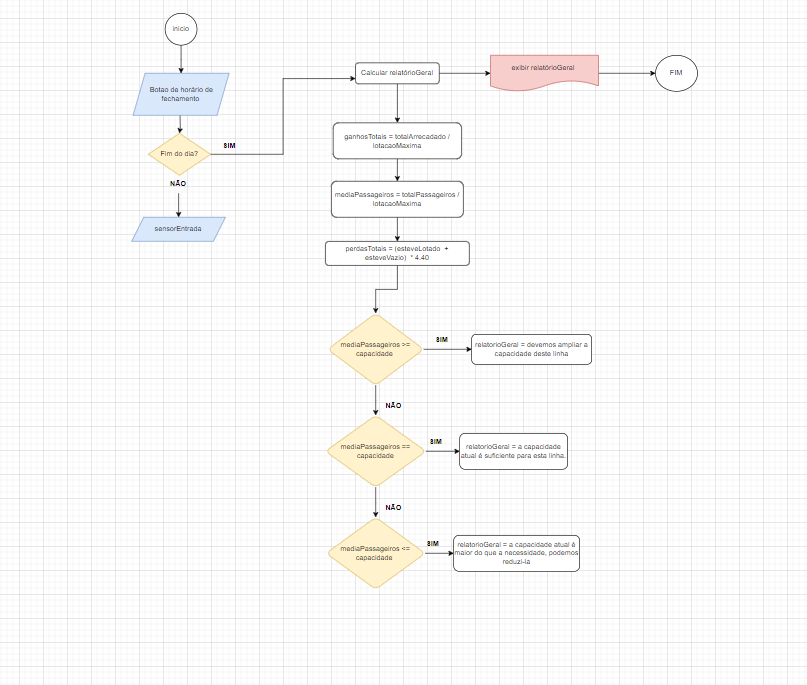 inicio
Botao de horário de
fechamento
Fim do dia?
SIM
NÃO
sensorEntrada
Calcular relatórioGeral
exibir relatórioGeral
FIM
ganhosTotais = totalArrecadado /
lotacaoMaxima
mediaPassageiros = totalPassageiros /
lotacaoMaxima
perdasTotais = (esteveLotado +
esteveVazio) * 4.40
mediaPassageiros >=
capacidade
SIM
relatorioGeral = devemos ampliar a
capacidade deste linha
NÃO
mediaPassageiros ==
capacidade
SIM
relatorioGeral = a capacidade
atual é suficiente para esta linha.
NÃO
mediaPassageiros <=
capacidade
SIM
relatorioGeral = a capacidade atual é
maior do que a necessidade, podemos
reduzi-la